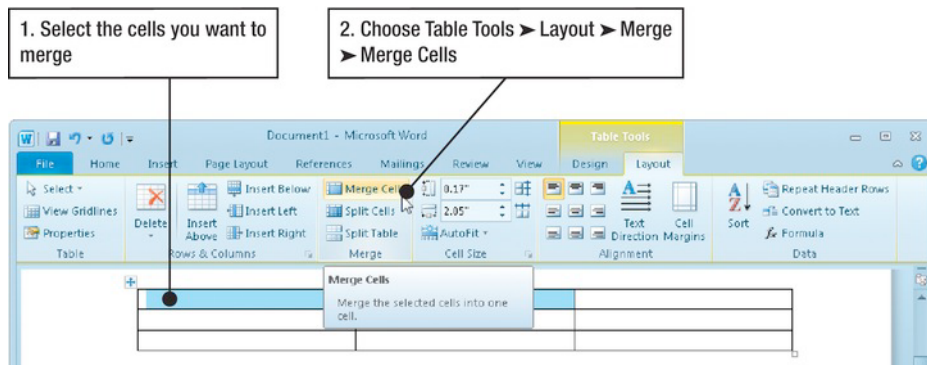 1. Select the cells you want to
merge
2. Choose Table Tools ➤ Layout ➤ Merge
➤ Merge Cells
W
Document1 - Microsoft Word
Table Tools
File Home Insert Page Layout References Mailings Review View Design Layout
Select
View Gridlines
Properties
Table
Delete
Insert
Above
Insert Below
Insert Left
Insert Right
Rows & Columns
Merge Cells
Split Cells
Split Table
Merge
0.17"
2.05"
AutoFit
Cell Size
Text
Direction
Cell
Margins
Alignment
A
Z
Sort
Repeat Header Rows
Convert to Text
fx Formula
Data
Merge Cells
Merge the selected cells into one
cell.